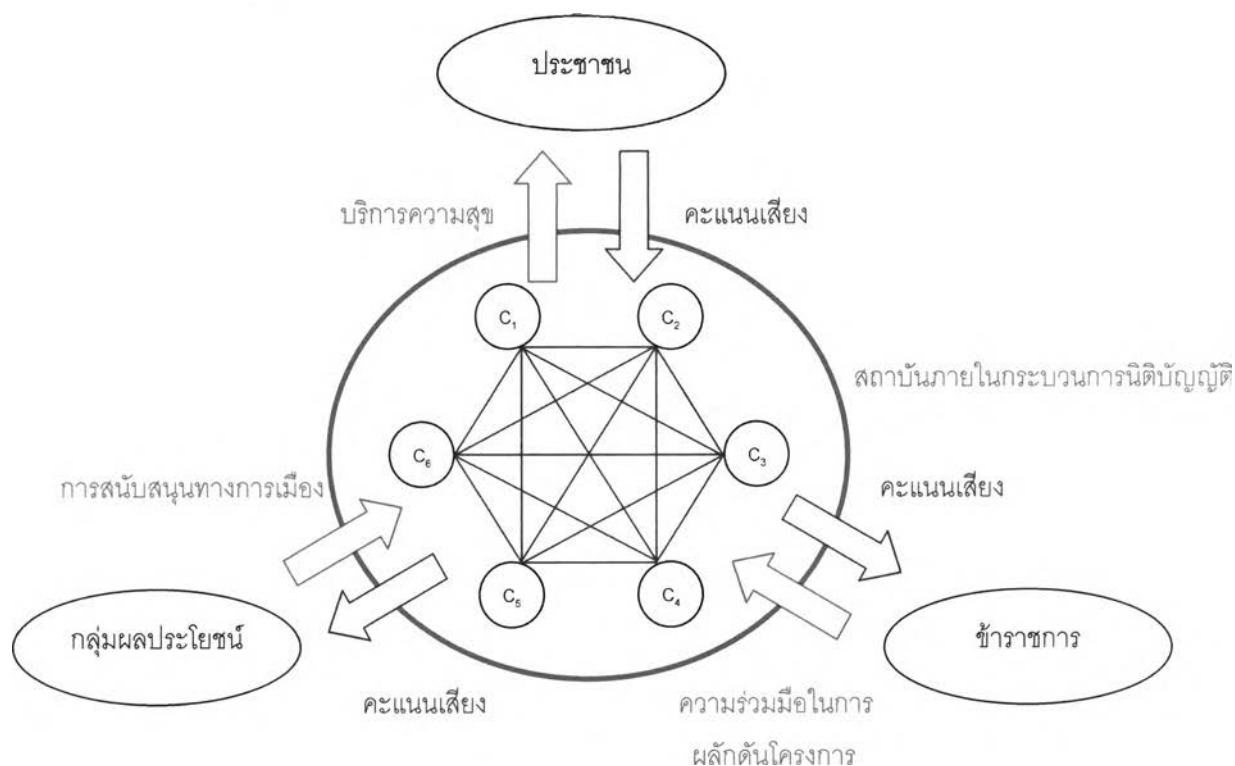 ประชาชน
บริการความสุข
คะแนนเสียง
C1
C2
สถาบันภายในกระบวนการนิติบัญญัติ
C6
C3
การสนับสนุนทางการเมือง
คะแนนเสียง
C5
C4
กลุ่มผลประโยชน์
ข้าราชการ
คะแนนเสียง
ความร่วมมือในการ
ผลักดันโครงการ